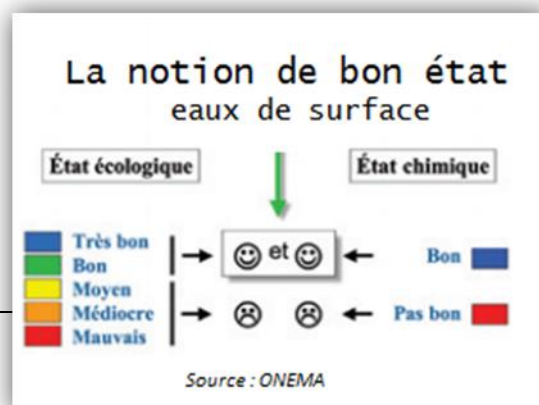 La notion de bon état
eaux de surface
État écologique
État chimique
Très bon
Bon
Moyen
Médiocre
Mauvais
et
Bon
Pas bon
Source : ONEMA